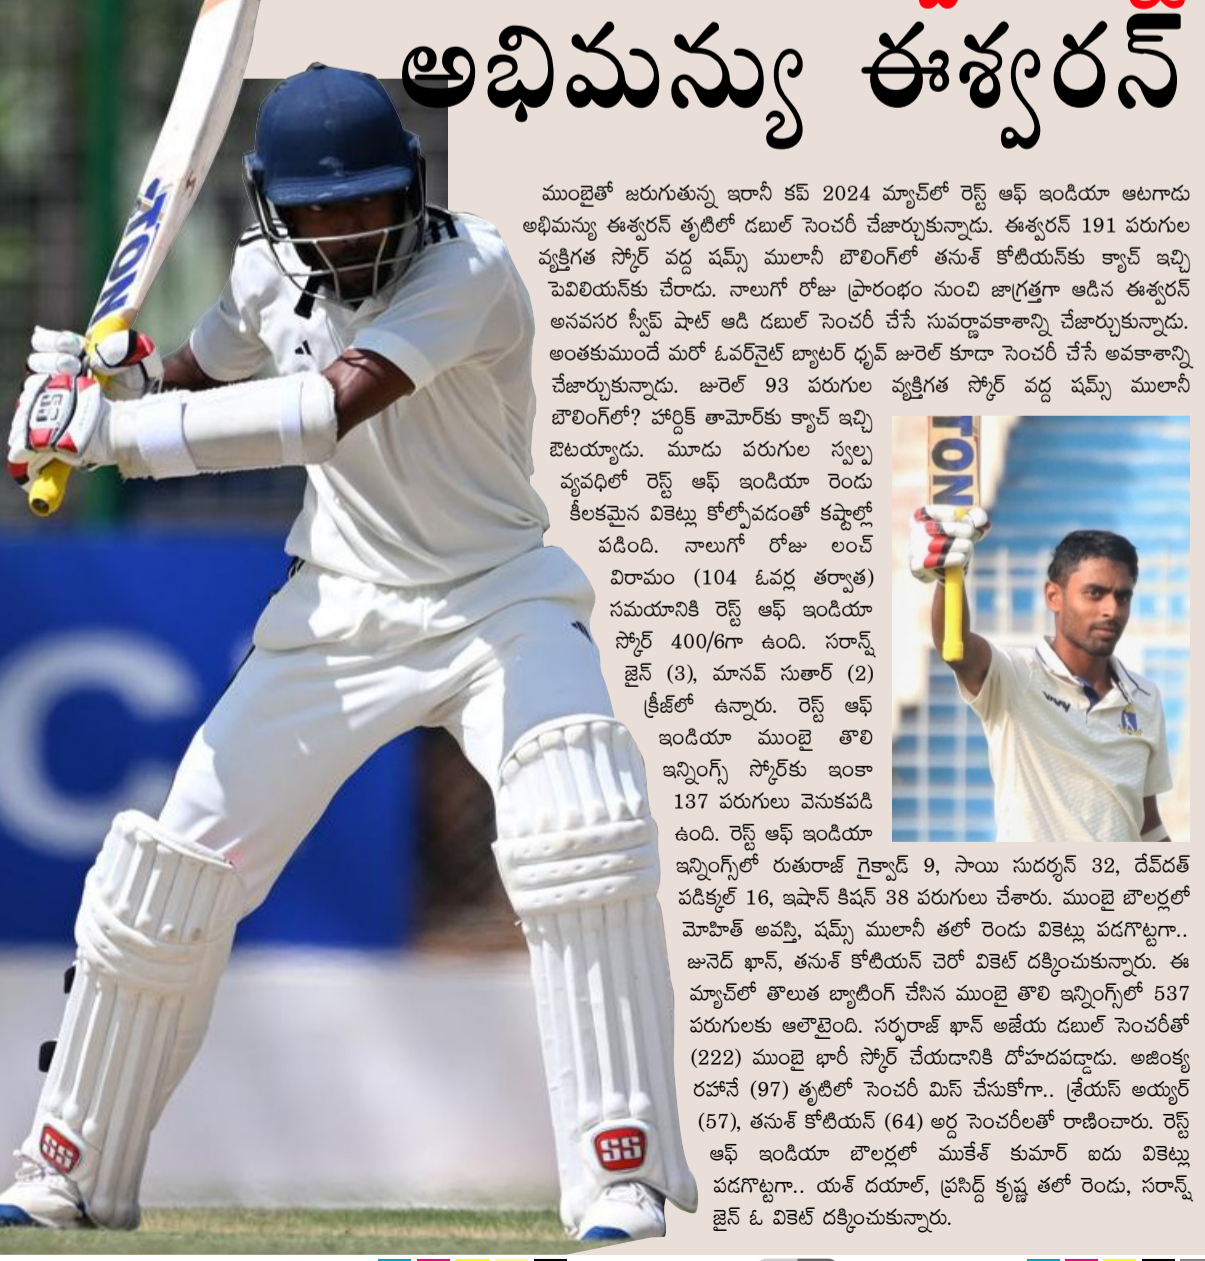 అభిమన్యు ఈశ్వరన్
ముంబైతో జరుగుతున్న ఇరానీ కప్ 2024 మ్యాచ్‌లో రెస్ట్ ఆఫ్ ఇండియా ఆటగాడు
అభిమన్యు ఈశ్వరన్ తృటిలో డబుల్ సెంచరీ చేజార్చుకున్నాడు. ఈశ్వరన్ 191 పరుగుల
వ్యక్తిగత స్కోర్ వద్ద షమ్స్ ములానీ బౌలింగ్‌లో తనుశ్ కోటియన్‌కు క్యాచ్ ఇచ్చి
పెవిలియన్‌కు చేరాడు. నాలుగో రోజు ప్రారంభం నుంచి జాగ్రత్తగా ఆడిన ఈశ్వరన్
అనవసర స్వీప్ షాట్ ఆడి డబుల్ సెంచరీ చేసే సువర్ణావకాశాన్ని చేజార్చుకున్నాడు.
అంతకుముందే మరో ఓవర్‌నైట్ బ్యాటర్ ధృవ్ జురెల్ కూడా సెంచరీ చేసే అవకాశాన్ని
చేజార్చుకున్నాడు. జురెల్ 93 పరుగుల వ్యక్తిగత స్కోర్ వద్ద షమ్స్ ములానీ
బౌలింగ్‌లో? హార్దిక్ తామోర్‌కు క్యాచ్ ఇచ్చి
ఔటయ్యాడు. మూడు పరుగుల స్వల్ప
వ్యవధిలో రెస్ట్ ఆఫ్ ఇండియా రెండు
కీలకమైన వికెట్లు కోల్పోవడంతో కష్టాల్లో
పడింది. నాలుగో రోజు లంచ్
విరామం (104 ఓవర్ల తర్వాత)
సమయానికి రెస్ట్ ఆఫ్ ఇండియా
స్కోర్ 400/6గా ఉంది. సరాన్ష్
జైన్ (3), మానవ్ సుతార్ (2)
క్రీజ్‌లో ఉన్నారు. రెస్ట్ ఆఫ్
ఇండియా ముంబై తొలి
ఇన్నింగ్స్ స్కోర్‌కు ఇంకా
137 పరుగులు వెనుకపడి
ఉంది. రెస్ట్ ఆఫ్ ఇండియా
ఇన్నింగ్స్‌లో రుతురాజ్ గైక్వాడ్ 9, సాయి సుదర్శన్ 32, దేవ్‌దత్
పడిక్కల్ 16, ఇషాన్ కిషన్ 38 పరుగులు చేశారు. ముంబై బౌలర్లలో
మోహిత్ అవస్తి, షమ్స్ ములానీ తలో రెండు వికెట్లు పడగొట్టగా..
జునెద్ ఖాన్, తనుశ్ కోటియన్ చెరో వికెట్ దక్కించుకున్నారు. ఈ
మ్యాచ్‌లో తొలుత బ్యాటింగ్ చేసిన ముంబై తొలి ఇన్నింగ్స్‌లో 537
పరుగులకు ఆలౌటైంది. సర్ఫరాజ్ ఖాన్ అజేయ డబుల్ సెంచరీతో
(222) ముంబై భారీ స్కోర్ చేయడానికి దోహదపడ్డాడు. అజింక్య
రహానే (97) తృటిలో సెంచరీ మిస్ చేసుకోగా.. శ్రేయస్ అయ్యర్
(57), తనుశ్ కోటియన్ (64) అర్ద సెంచరీలతో రాణించారు. రెస్ట్
ఆఫ్ ఇండియా బౌలర్లలో ముకేశ్ కుమార్ ఐదు వికెట్లు
పడగొట్టగా.. యశ్ దయాల్, ప్రసిద్ద్ కృష్ణ తలో రెండు, సరాన్ష్
జైన్ ఓ వికెట్ దక్కించుకున్నారు.
TON
TON
C
SS
SS